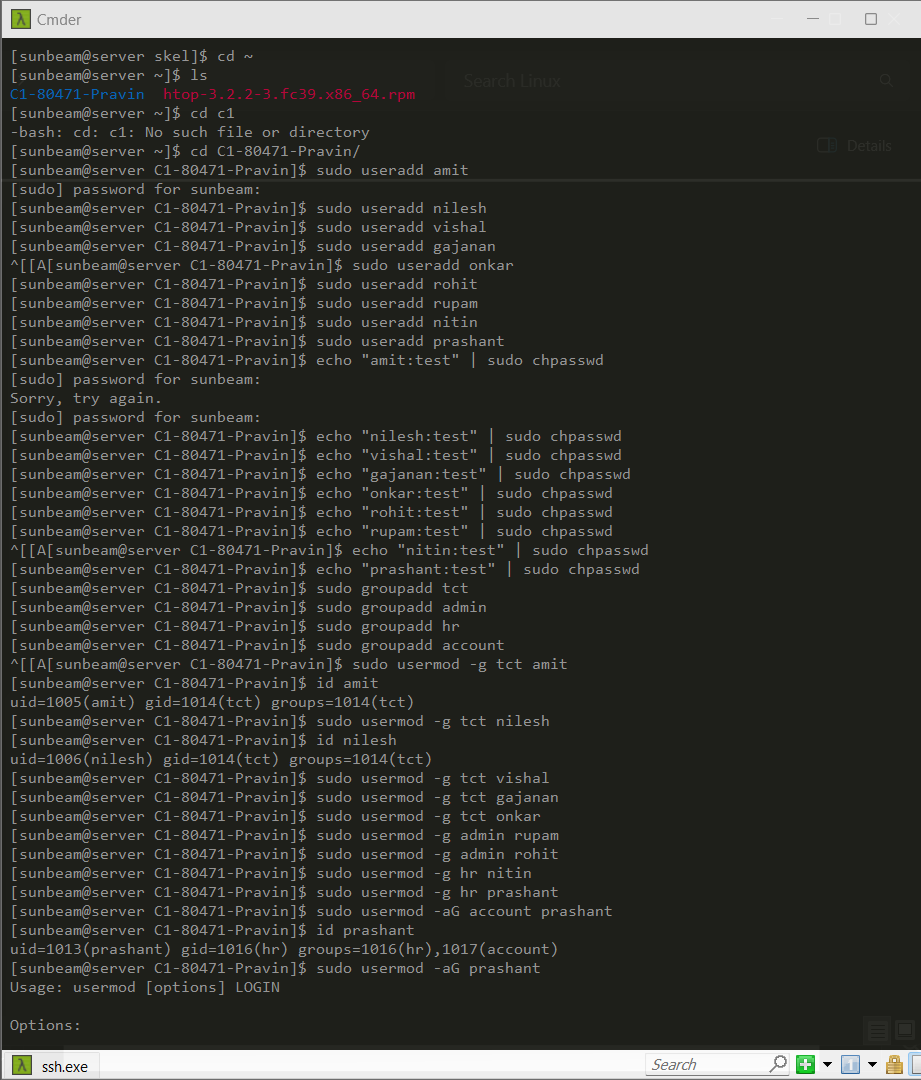 Cmder
[sunbeam@server skel]$ cd ~
[sunbeam@server ~]$ ls
C1-80471-Pravin  htop-3.2.2-3.fc39.x86_64.rpm
Search Linux
[sunbeam@server ~]$ cd c1
-bash: cd: c1: No such file or directory
[sunbeam@server ~]$ cd C1-80471-Pravin/
Details
[sunbeam@server C1-80471-Pravin]$ sudo useradd amit
[sudo] password for sunbeam:
[sunbeam@server C1-80471-Pravin]$ sudo useradd nilesh
[sunbeam@server C1-80471-Pravin]$ sudo useradd vishal
[sunbeam@server C1-80471-Pravin]$ sudo useradd gajanan
^[[A[sunbeam@server C1-80471-Pravin]$ sudo useradd onkar
[sunbeam@server C1-80471-Pravin]$ sudo useradd rohit
[sunbeam@server C1-80471-Pravin]$ sudo useradd rupam
[sunbeam@server C1-80471-Pravin]$ sudo useradd nitin
[sunbeam@server C1-80471-Pravin]$ sudo useradd prashant
[sunbeam@server C1-80471-Pravin]$ echo "amit:test" | sudo chpasswd
[sudo] password for sunbeam:
Sorry, try again.
[sudo] password for sunbeam:
[sunbeam@server C1-80471-Pravin]$ echo "nilesh:test" | sudo chpasswd
[sunbeam@server C1-80471-Pravin]$ echo "vishal:test" | sudo chpasswd
[sunbeam@server C1-80471-Pravin]$ echo "gajanan:test" | sudo chpasswd
[sunbeam@server C1-80471-Pravin]$ echo "onkar:test" | sudo chpasswd
[sunbeam@server C1-80471-Pravin]$ echo "rohit:test" | sudo chpasswd
[sunbeam@server C1-80471-Pravin]$ echo "rupam:test" | sudo chpasswd
^[[A[sunbeam@server C1-80471-Pravin]$ echo "nitin:test" | sudo chpasswd
[sunbeam@server C1-80471-Pravin]$ echo "prashant:test" | sudo chpasswd
[sunbeam@server C1-80471-Pravin]$ sudo groupadd tct
[sunbeam@server C1-80471-Pravin]$ sudo groupadd admin
[sunbeam@server C1-80471-Pravin]$ sudo groupadd hr
[sunbeam@server C1-80471-Pravin]$ sudo groupadd account
^[[A[sunbeam@server C1-80471-Pravin]$ sudo usermod -g tct amit
[sunbeam@server C1-80471-Pravin]$ id amit
uid=1005(amit) gid=1014(tct) groups=1014(tct)
[sunbeam@server C1-80471-Pravin]$ sudo usermod -g tct nilesh
[sunbeam@server C1-80471-Pravin]$ id nilesh
uid=1006(nilesh) gid=1014(tct) groups=1014(tct)
[sunbeam@server C1-80471-Pravin]$ sudo usermod -g tct vishal
[sunbeam@server C1-80471-Pravin]$ sudo usermod -g tct gajanan
[sunbeam@server C1-80471-Pravin]$ sudo usermod -g tct onkar
[sunbeam@server C1-80471-Pravin]$ sudo usermod -g admin rupam
[sunbeam@server C1-80471-Pravin]$ sudo usermod -g admin rohit
[sunbeam@server C1-80471-Pravin]$ sudo usermod -g hr nitin
[sunbeam@server C1-80471-Pravin]$ sudo usermod -g hr prashant
[sunbeam@server C1-80471-Pravin]$ sudo usermod -aG account prashant
[sunbeam@server C1-80471-Pravin]$ id prashant
uid=1013(prashant) gid=1016(hr) groups=1016(hr),1017(account)
[sunbeam@server C1-80471-Pravin]$ sudo usermod -aG prashant
Usage: usermod [options] LOGIN
Options:
ssh.exe
Search
1